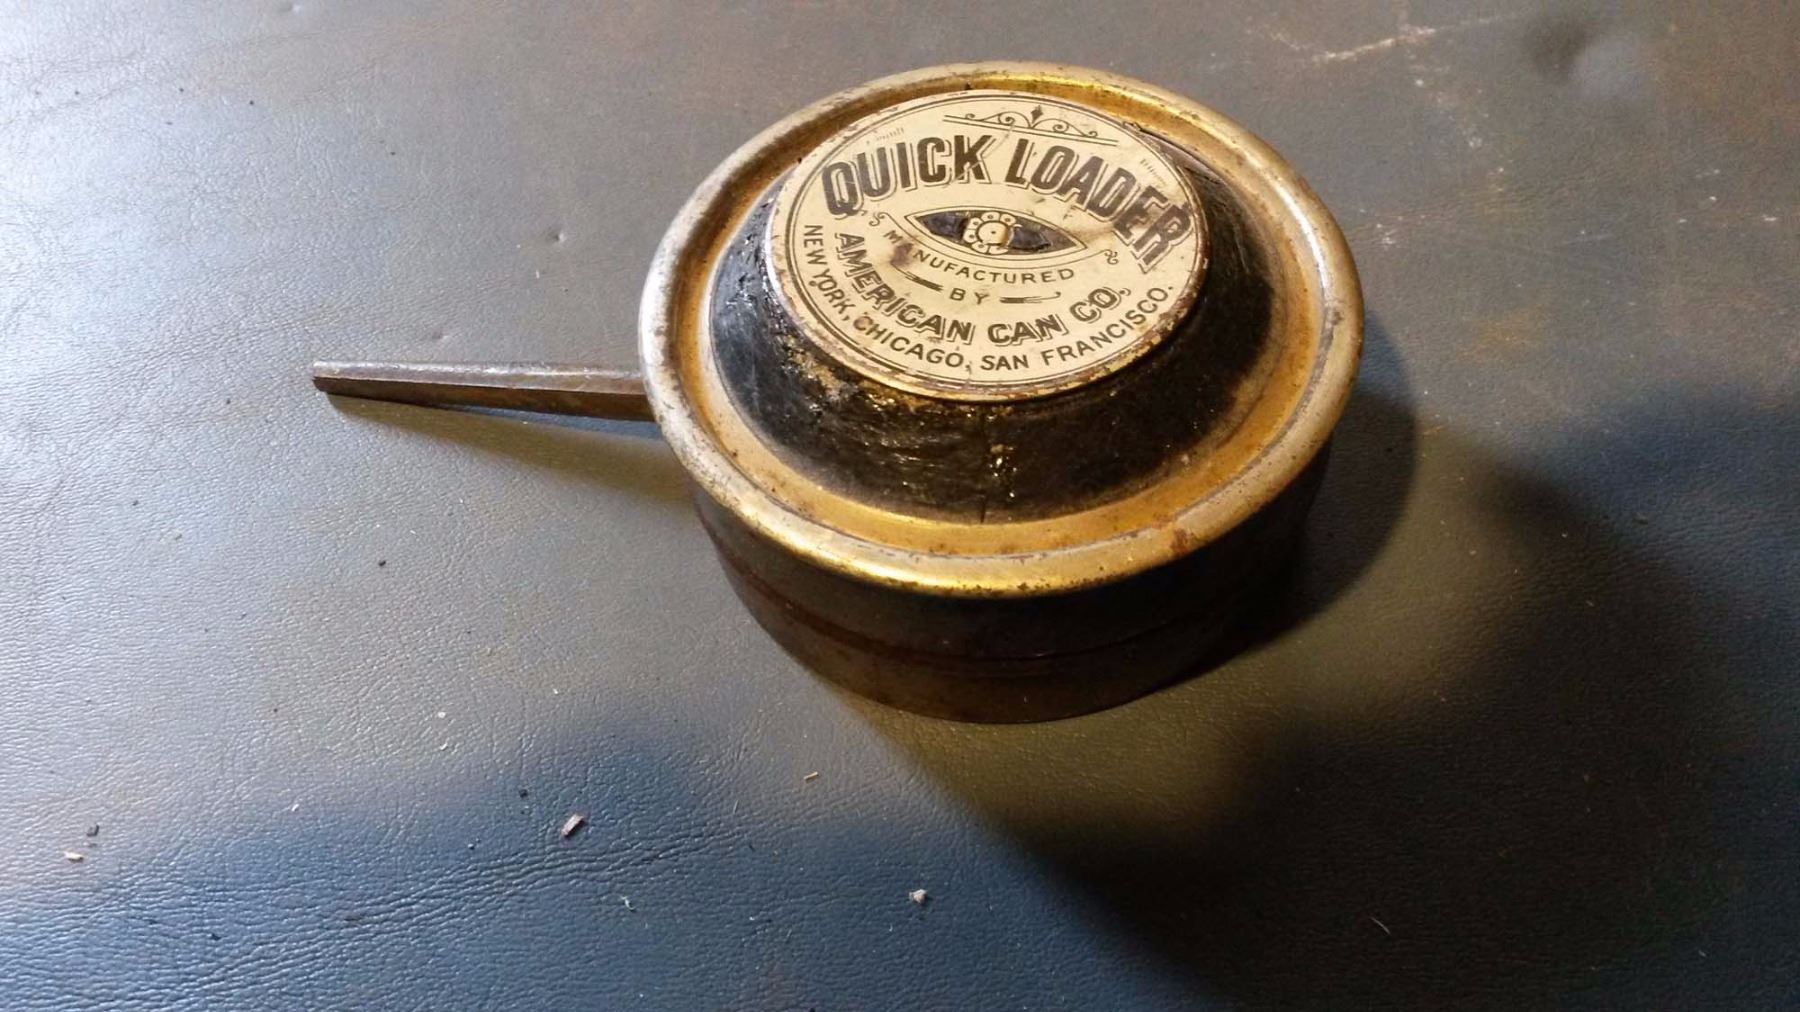 QUICK LOADER
MANUFACTURED
BY
AMERICAN CAN CO.
NEW YORK, CHICAGO, SAN FRANCISCO.